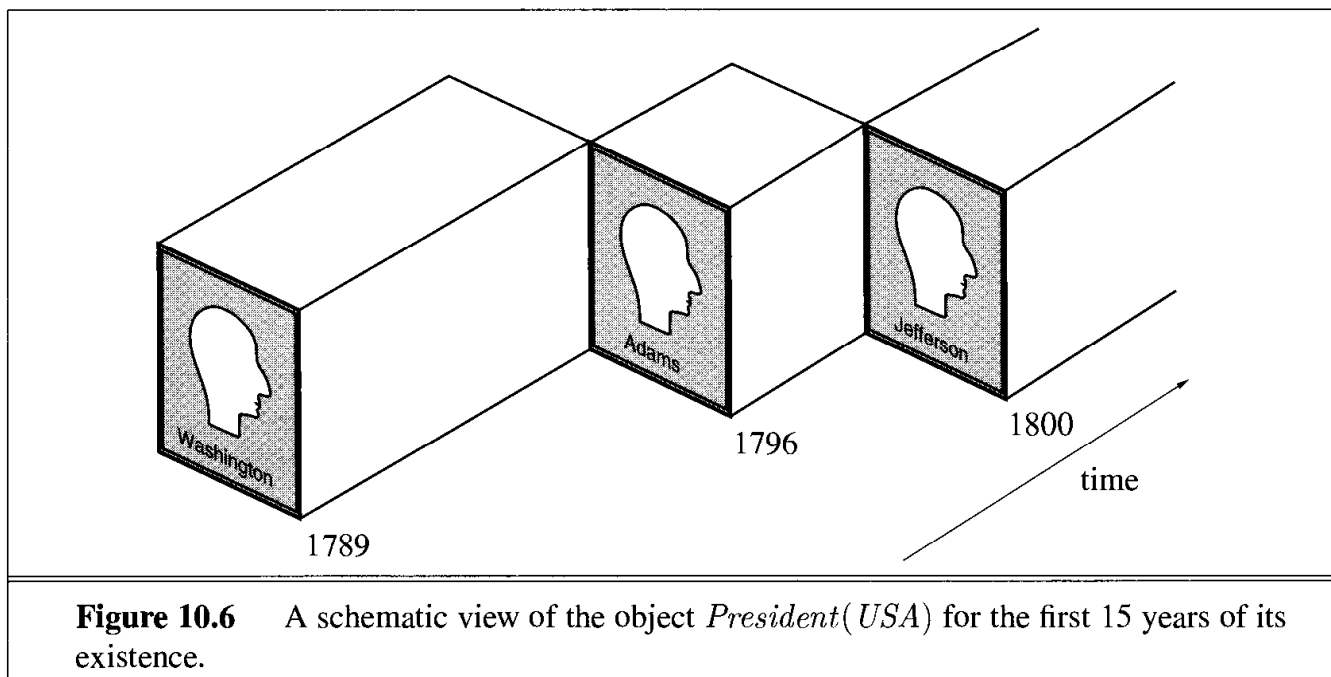 Washington
Adams
Jefferson
1789
1796
1800
time
Figure 10.6 A schematic view of the object President(USA) for the first 15 years of its
existence.